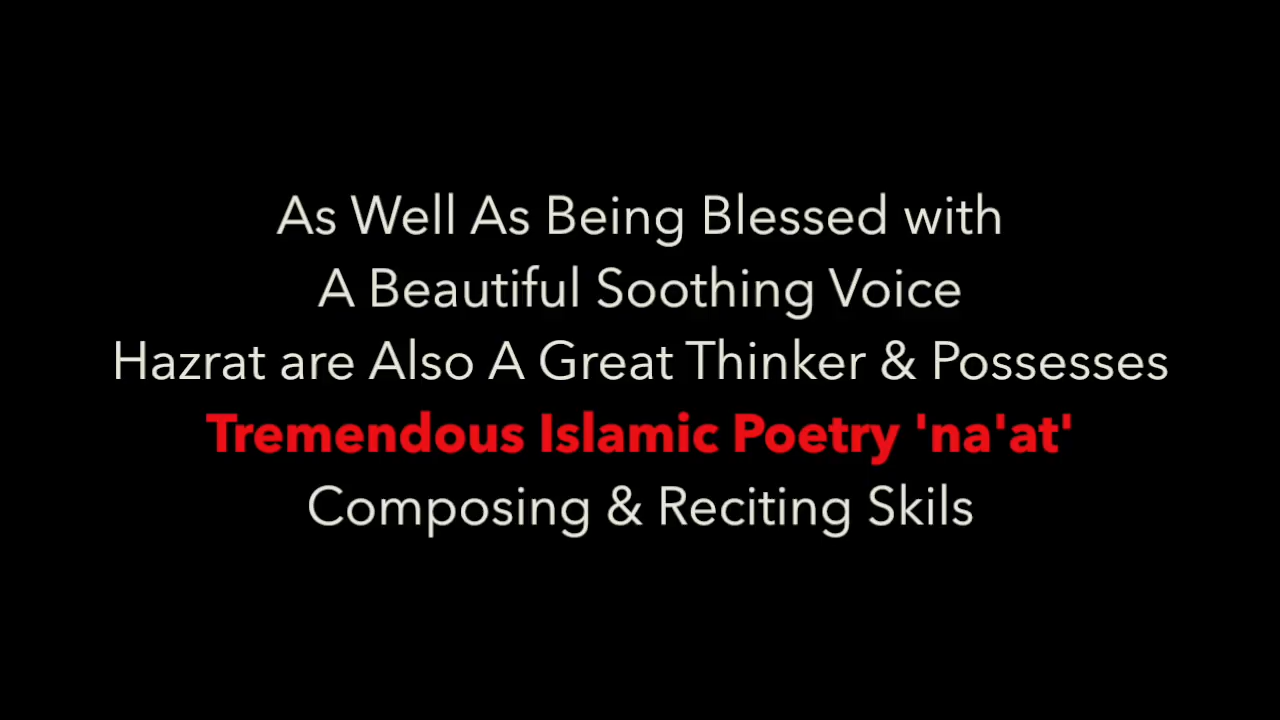 As Well As Being Blessed with
A Beautiful Soothing Voice
Hazrat are Also A Great Thinker & Possesses
Tremendous Islamic Poetry 'na'at'
Composing & Reciting Skils